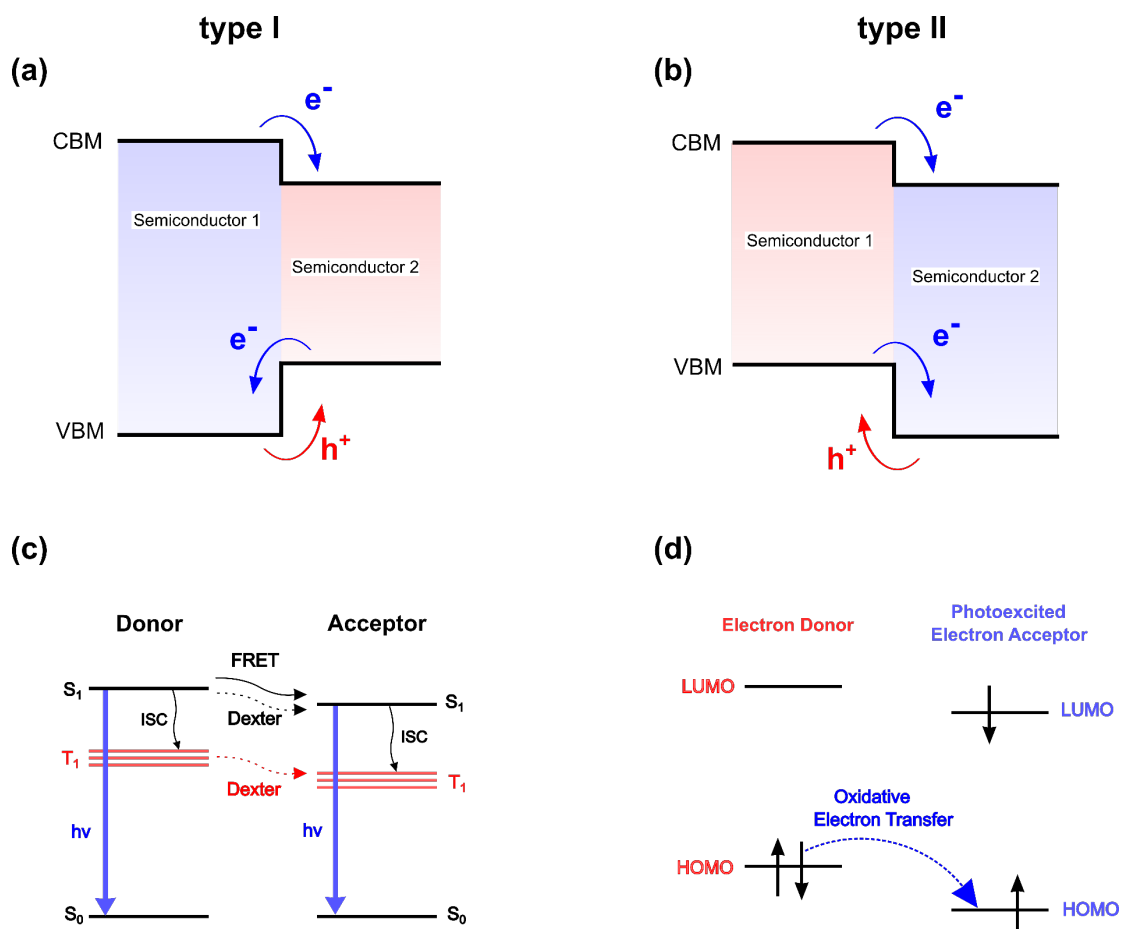 type I
type II
(a)
(b)
e-
e-
CBM
CBM
Semiconductor 1
Semiconductor 2
Semiconductor 1
Semiconductor 2
e-
e-
VBM
VBM
h+
h+
(c)
(d)
Donor
Acceptor
FRET
S1
S1
Dexter
ISC
ISC
T1
T1
Dexter
hν
hν
S0
S0
Electron Donor
Photoexcited
Electron Acceptor
LUMO
LUMO
Oxidative
Electron Transfer
HOMO
HOMO